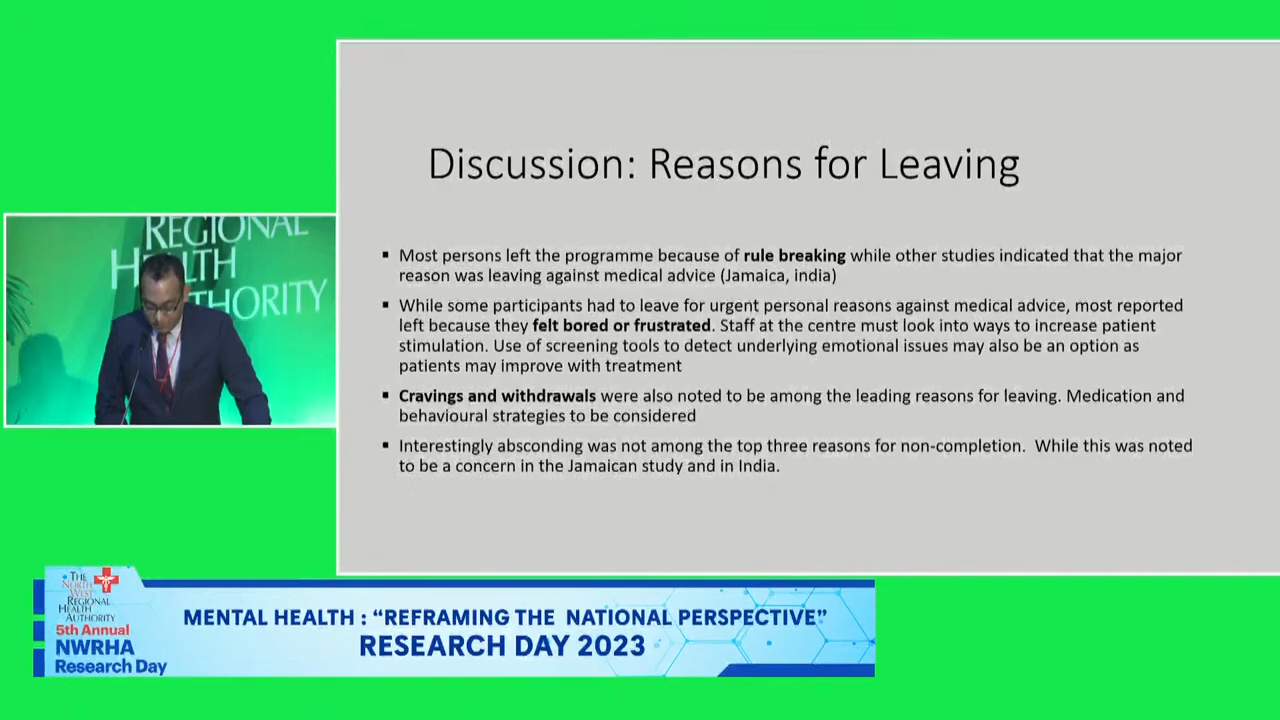 Discussion: Reasons for Leaving
▪ Most persons left the programme because of rule breaking while other studies indicated that the major
reason was leaving against medical advice (Jamaica, india)
▪ While some participants had to leave for urgent personal reasons against medical advice, most reported
left because they felt bored or frustrated. Staff at the centre must look into ways to increase patient
stimulation. Use of screening tools to detect underlying emotional issues may also be an option as
patients may improve with treatment
▪ Cravings and withdrawals were also noted to be among the leading reasons for leaving. Medication and
behavioural strategies to be considered
▪ Interestingly absconding was not among the top three reasons for non-completion.  While this was noted
to be a concern in the Jamaican study and in India.
REGIONAL
HEALTH
AUTHORITY
THE
NORTH
WEST
REGIONAL
HEALTH
AUTHORITY
5th Annual
NWRHA
Research Day
MENTAL HEALTH : “REFRAMING THE  NATIONAL PERSPECTIVE”
RESEARCH DAY 2023